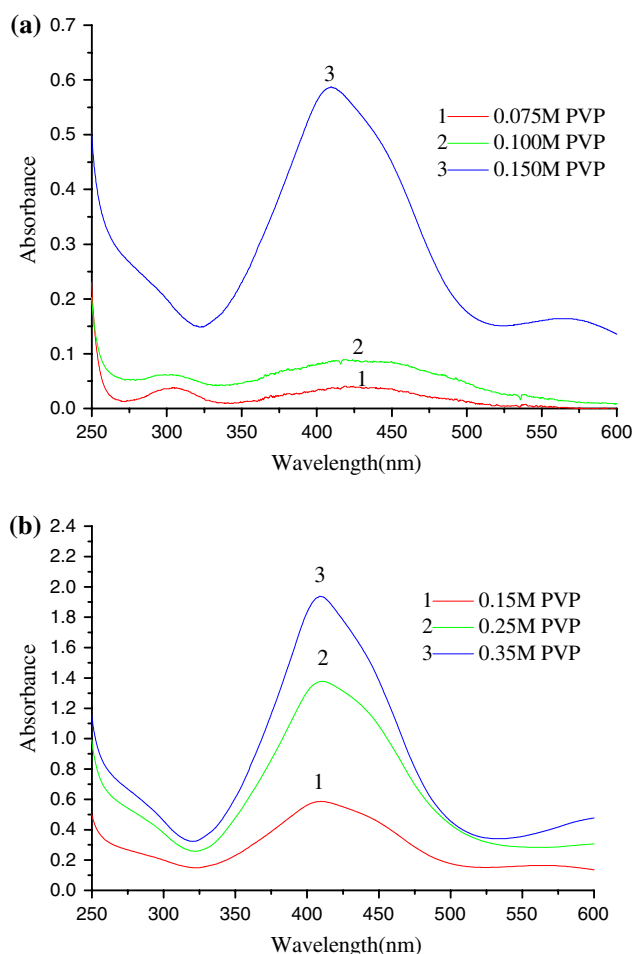 (a)
0.7
0.6
0.5
0.4
0.3
0.2
0.1
0.0
Absorbance
3
2
1
1 0.075M PVP
2 0.100M PVP
3 0.150M PVP
250 300 350 400 450 500 550 600
Wavelength(nm)
(b)
2.4
2.2
2.0
1.8
1.6
1.4
1.2
1.0
0.8
0.6
0.4
0.2
0.0
Absorbance
3
2
1
1 0.15M PVP
2 0.25M PVP
3 0.35M PVP
250 300 350 400 450 500 550 600
Wavelength(nm)